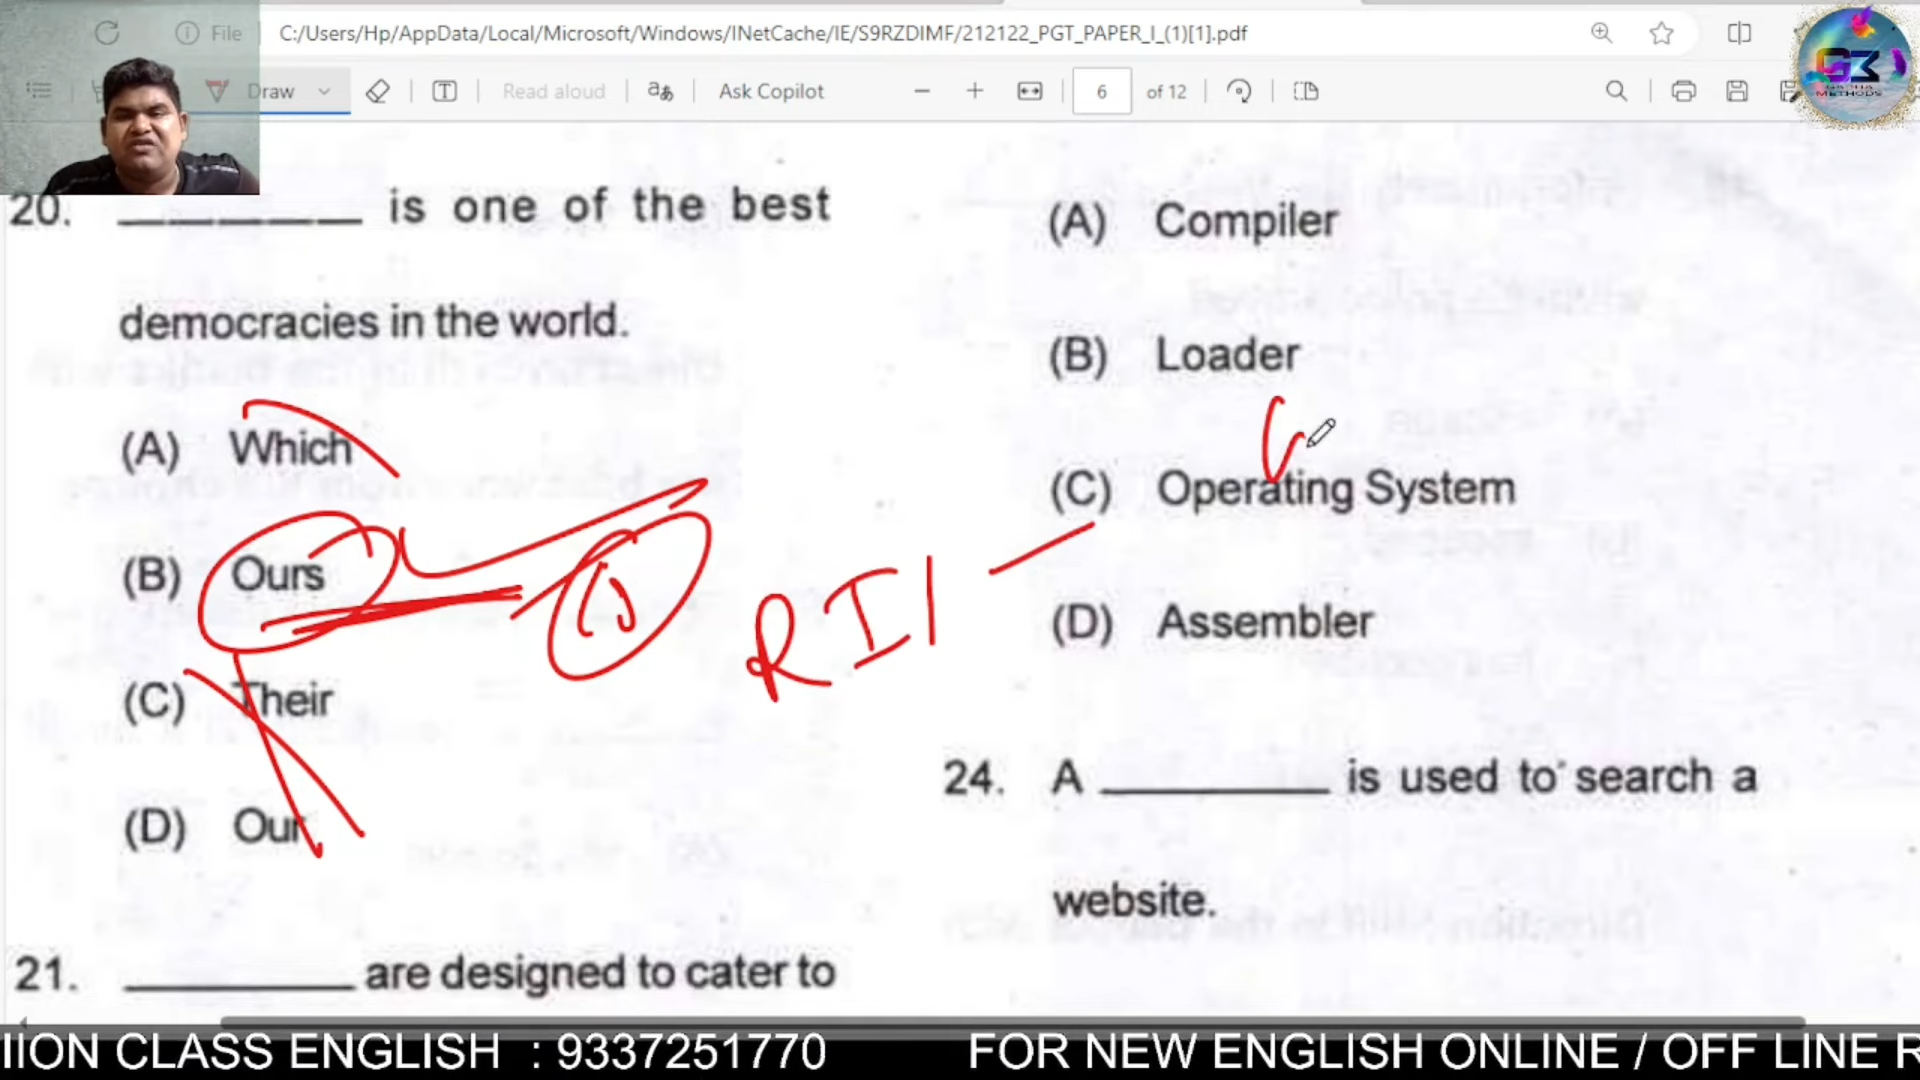 File
C:/Users/Hp/AppData/Local/Microsoft/Windows/INetCache/IE/S9RZDIMF/212122_PGT_PAPER_I_(1)[1].pdf
Draw
Read aloud
Ask Copilot
6
of 12
G3
METHODS
20. ________ is one of the best
democracies in the world.
(A) Which
(B) Ours
(C) Their
(D) Our
21. ________ are designed to cater to
RII
(A) Compiler
(B) Loader
(C) Operating System
(D) Assembler
24. A ________ is used to search a
website.
IION CLASS ENGLISH : 9337251770
FOR NEW ENGLISH ONLINE / OFF LINE R